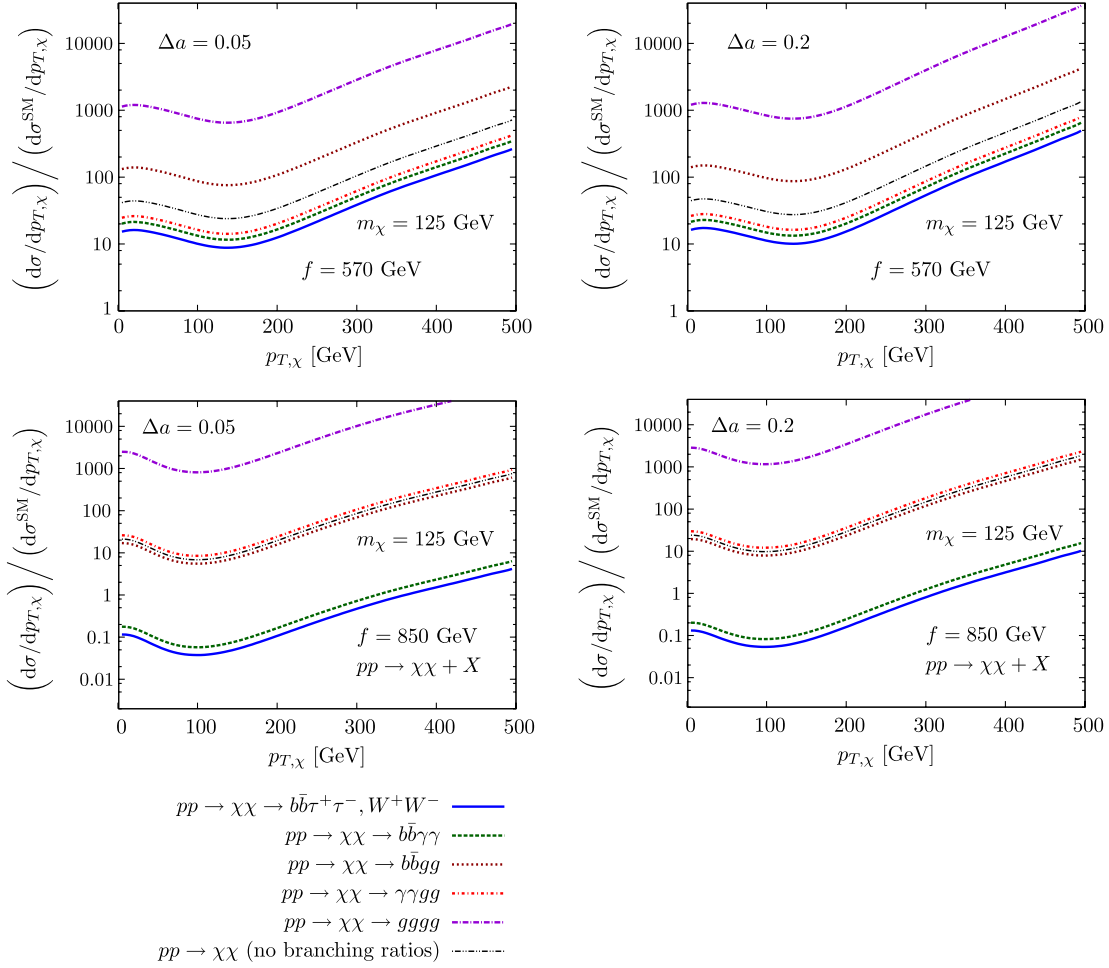 (dσ/dp_{T,χ}) / (dσ^{SM}/dp_{T,χ})
10000
1000
100
10
1
Δa = 0.05
m_χ = 125 GeV
f = 570 GeV
0 100 200 300 400 500
p_{T,χ} [GeV]
(dσ/dp_{T,χ}) / (dσ^{SM}/dp_{T,χ})
10000
1000
100
10
1
Δa = 0.2
m_χ = 125 GeV
f = 570 GeV
0 100 200 300 400 500
p_{T,χ} [GeV]
(dσ/dp_{T,χ}) / (dσ^{SM}/dp_{T,χ})
10000
1000
100
10
1
0.1
0.01
Δa = 0.05
m_χ = 125 GeV
f = 850 GeV
pp → χχ + X
0 100 200 300 400 500
p_{T,χ} [GeV]
(dσ/dp_{T,χ}) / (dσ^{SM}/dp_{T,χ})
10000
1000
100
10
1
0.1
0.01
Δa = 0.2
m_χ = 125 GeV
f = 850 GeV
pp → χχ + X
0 100 200 300 400 500
p_{T,χ} [GeV]
pp → χχ → bb̄τ⁺τ⁻, W⁺W⁻
pp → χχ → bb̄γγ
pp → χχ → bb̄gg
pp → χχ → γγgg
pp → χχ → gggg
pp → χχ (no branching ratios)